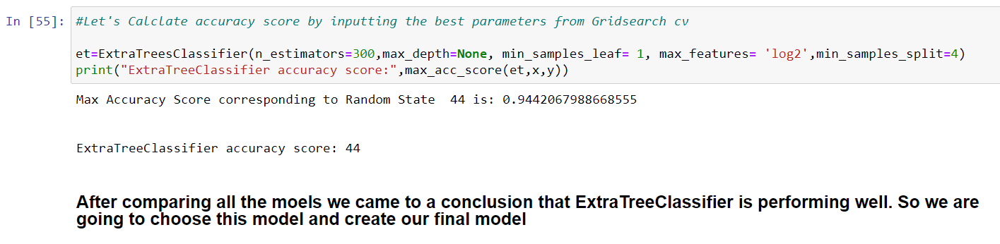 In [55]: #Let's Calclate accuracy score by inputting the best parameters from Gridsearch cv
et=ExtraTreesClassifier(n_estimators=300,max_depth=None, min_samples_leaf= 1, max_features= 'log2',min_samples_split=4)
print("ExtraTreeClassifier accuracy score:",max_acc_score(et,x,y))
Max Accuracy Score corresponding to Random State  44 is: 0.9442067988668555
ExtraTreeClassifier accuracy score: 44
After comparing all the moels we came to a conclusion that ExtraTreeClassifier is performing well. So we are
going to choose this model and create our final model